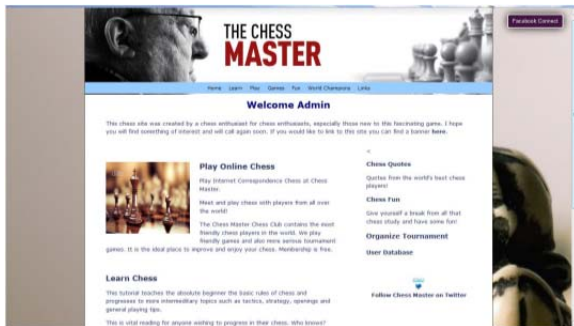 Facebook Connect
THE CHESS
MASTER
Home Learn Play Games Fun World Champions Links
Welcome Admin
This chess site was created by a chess enthusiast for chess enthusiasts, especially those new to this fascinating game. I hope
you will find something of interest and will call again soon. If you would like to link to this site you can find a banner here.
Play Online Chess
Play Internet Correspondence Chess at Chess
Master.
Meet and play chess with players from all over
the world!
The Chess Master Chess Club contains the most
friendly chess players in the world. We play
friendly games and also more serious tournament
games. It is the ideal place to improve and enjoy your chess. Membership is free.
<
Chess Quotes
Quotes from the world's best chess
players!
Chess Fun
Give yourself a break from all that
chess study and have some fun!
Organize Tournament
User Database
Follow Chess Master on Twitter
Learn Chess
This tutorial teaches the absolute beginner the basic rules of chess and
progresses to more intermediary topics such as tactics, strategy, openings and
general playing tips.
This is vital reading for anyone wishing to progress in their chess. Who knows?